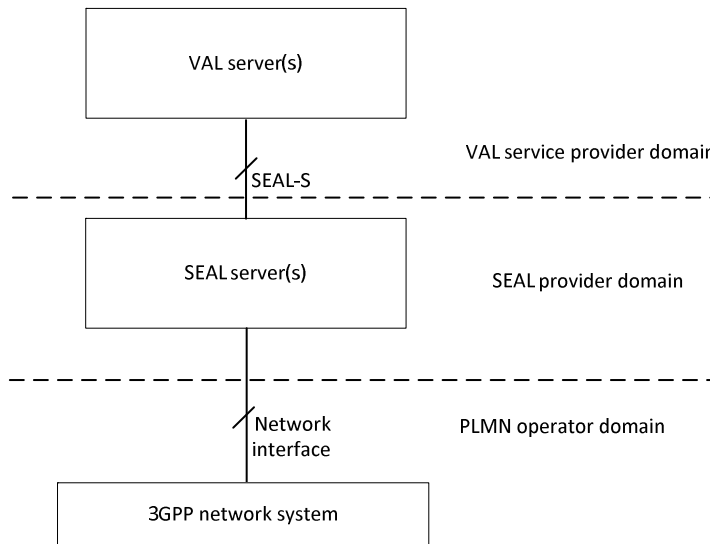 VAL server(s)
VAL service provider domain
SEAL-S
SEAL server(s)
SEAL provider domain
Network
interface
PLMN operator domain
3GPP network system